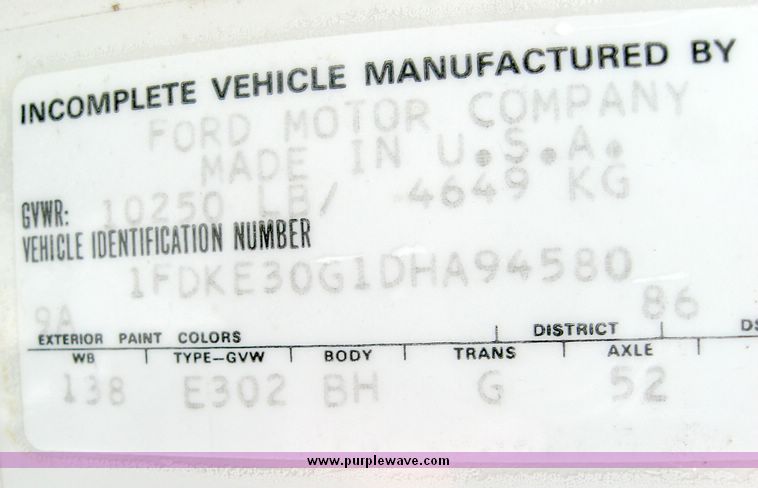 INCOMPLETE VEHICLE MANUFACTURED BY
FORD MOTOR COMPANY
MADE IN U.S.A.
GVWR: 10250 LB/ 4649 KG
VEHICLE IDENTIFICATION NUMBER
1FDKE30G1DHA94580
9A 86
EXTERIOR PAINT COLORS DISTRICT
WB TYPE-GVW BODY TRANS AXLE
138 E302 BH G 52
www.purplewave.com